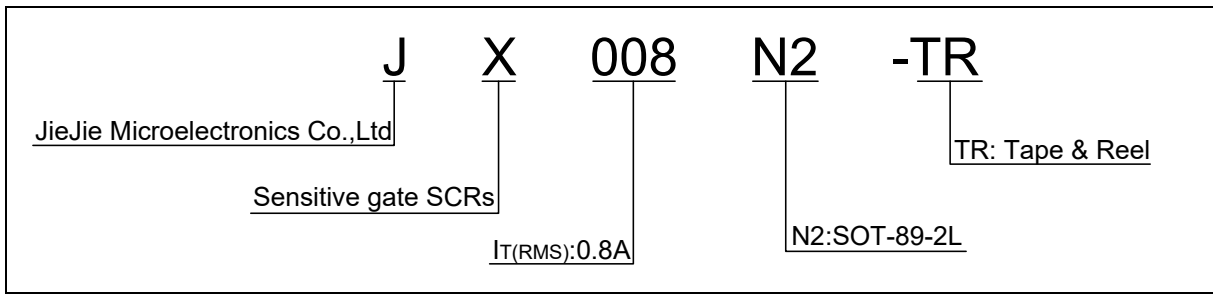 J X 008 N2 -TR
JieJie Microelectronics Co.,Ltd
TR: Tape & Reel
Sensitive gate SCRs
N2:SOT-89-2L
IT(RMS):0.8A